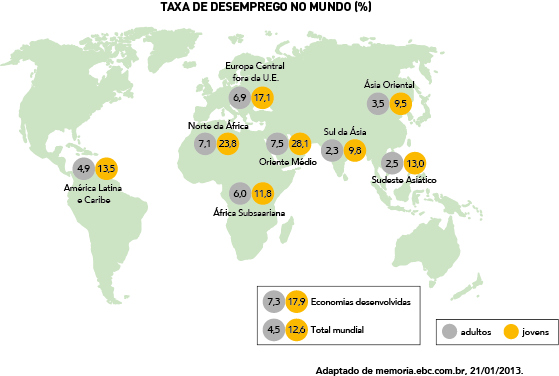 TAXA DE DESEMPREGO NO MUNDO (%)
Europa Central
fora da U.E.
6,9 17,1
Ásia Oriental
3,5 9,5
Norte da África
7,1 23,8
7,5 28,1
Oriente Médio
Sul da Ásia
2,3 9,8
2,5 13,0
Sudeste Asiático
4,9 13,5
América Latina
e Caribe
6,0 11,8
África Subsaariana
7,3 17,9 Economias desenvolvidas
4,5 12,6 Total mundial
adultos jovens
Adaptado de memoria.ebc.com.br, 21/01/2013.